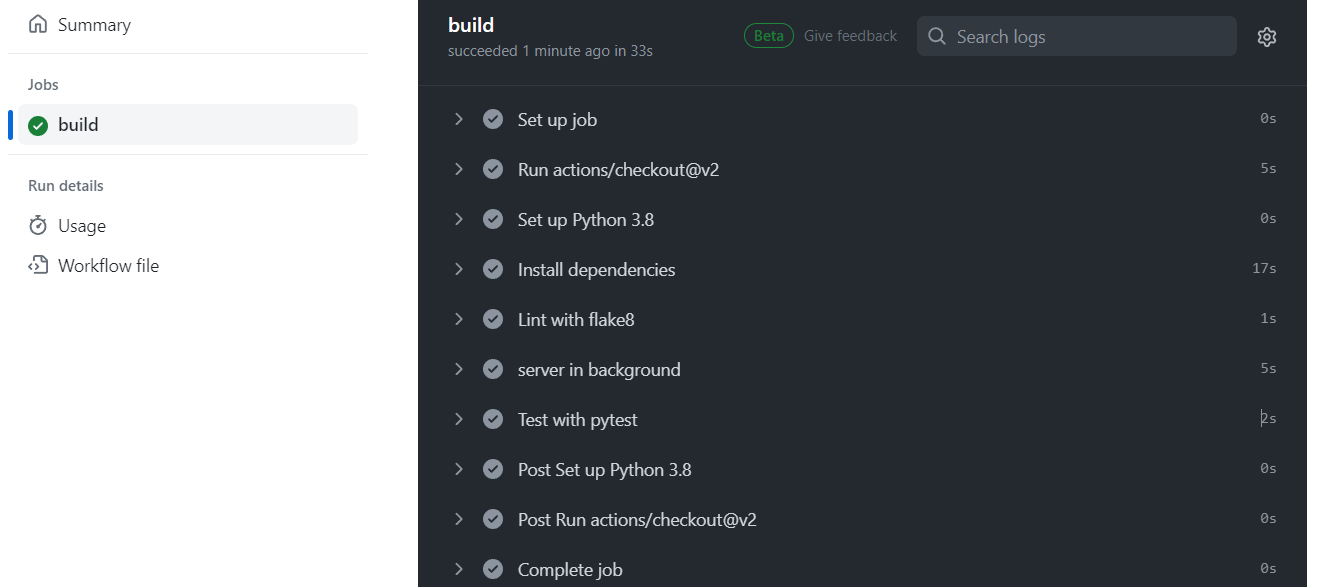 Summary
Jobs
build
Run details
Usage
Workflow file
build
succeeded 1 minute ago in 33s
Beta Give feedback
Search logs
Set up job 0s
Run actions/checkout@v2 5s
Set up Python 3.8 0s
Install dependencies 17s
Lint with flake8 1s
server in background 5s
Test with pytest 2s
Post Set up Python 3.8 0s
Post Run actions/checkout@v2 0s
Complete job 0s